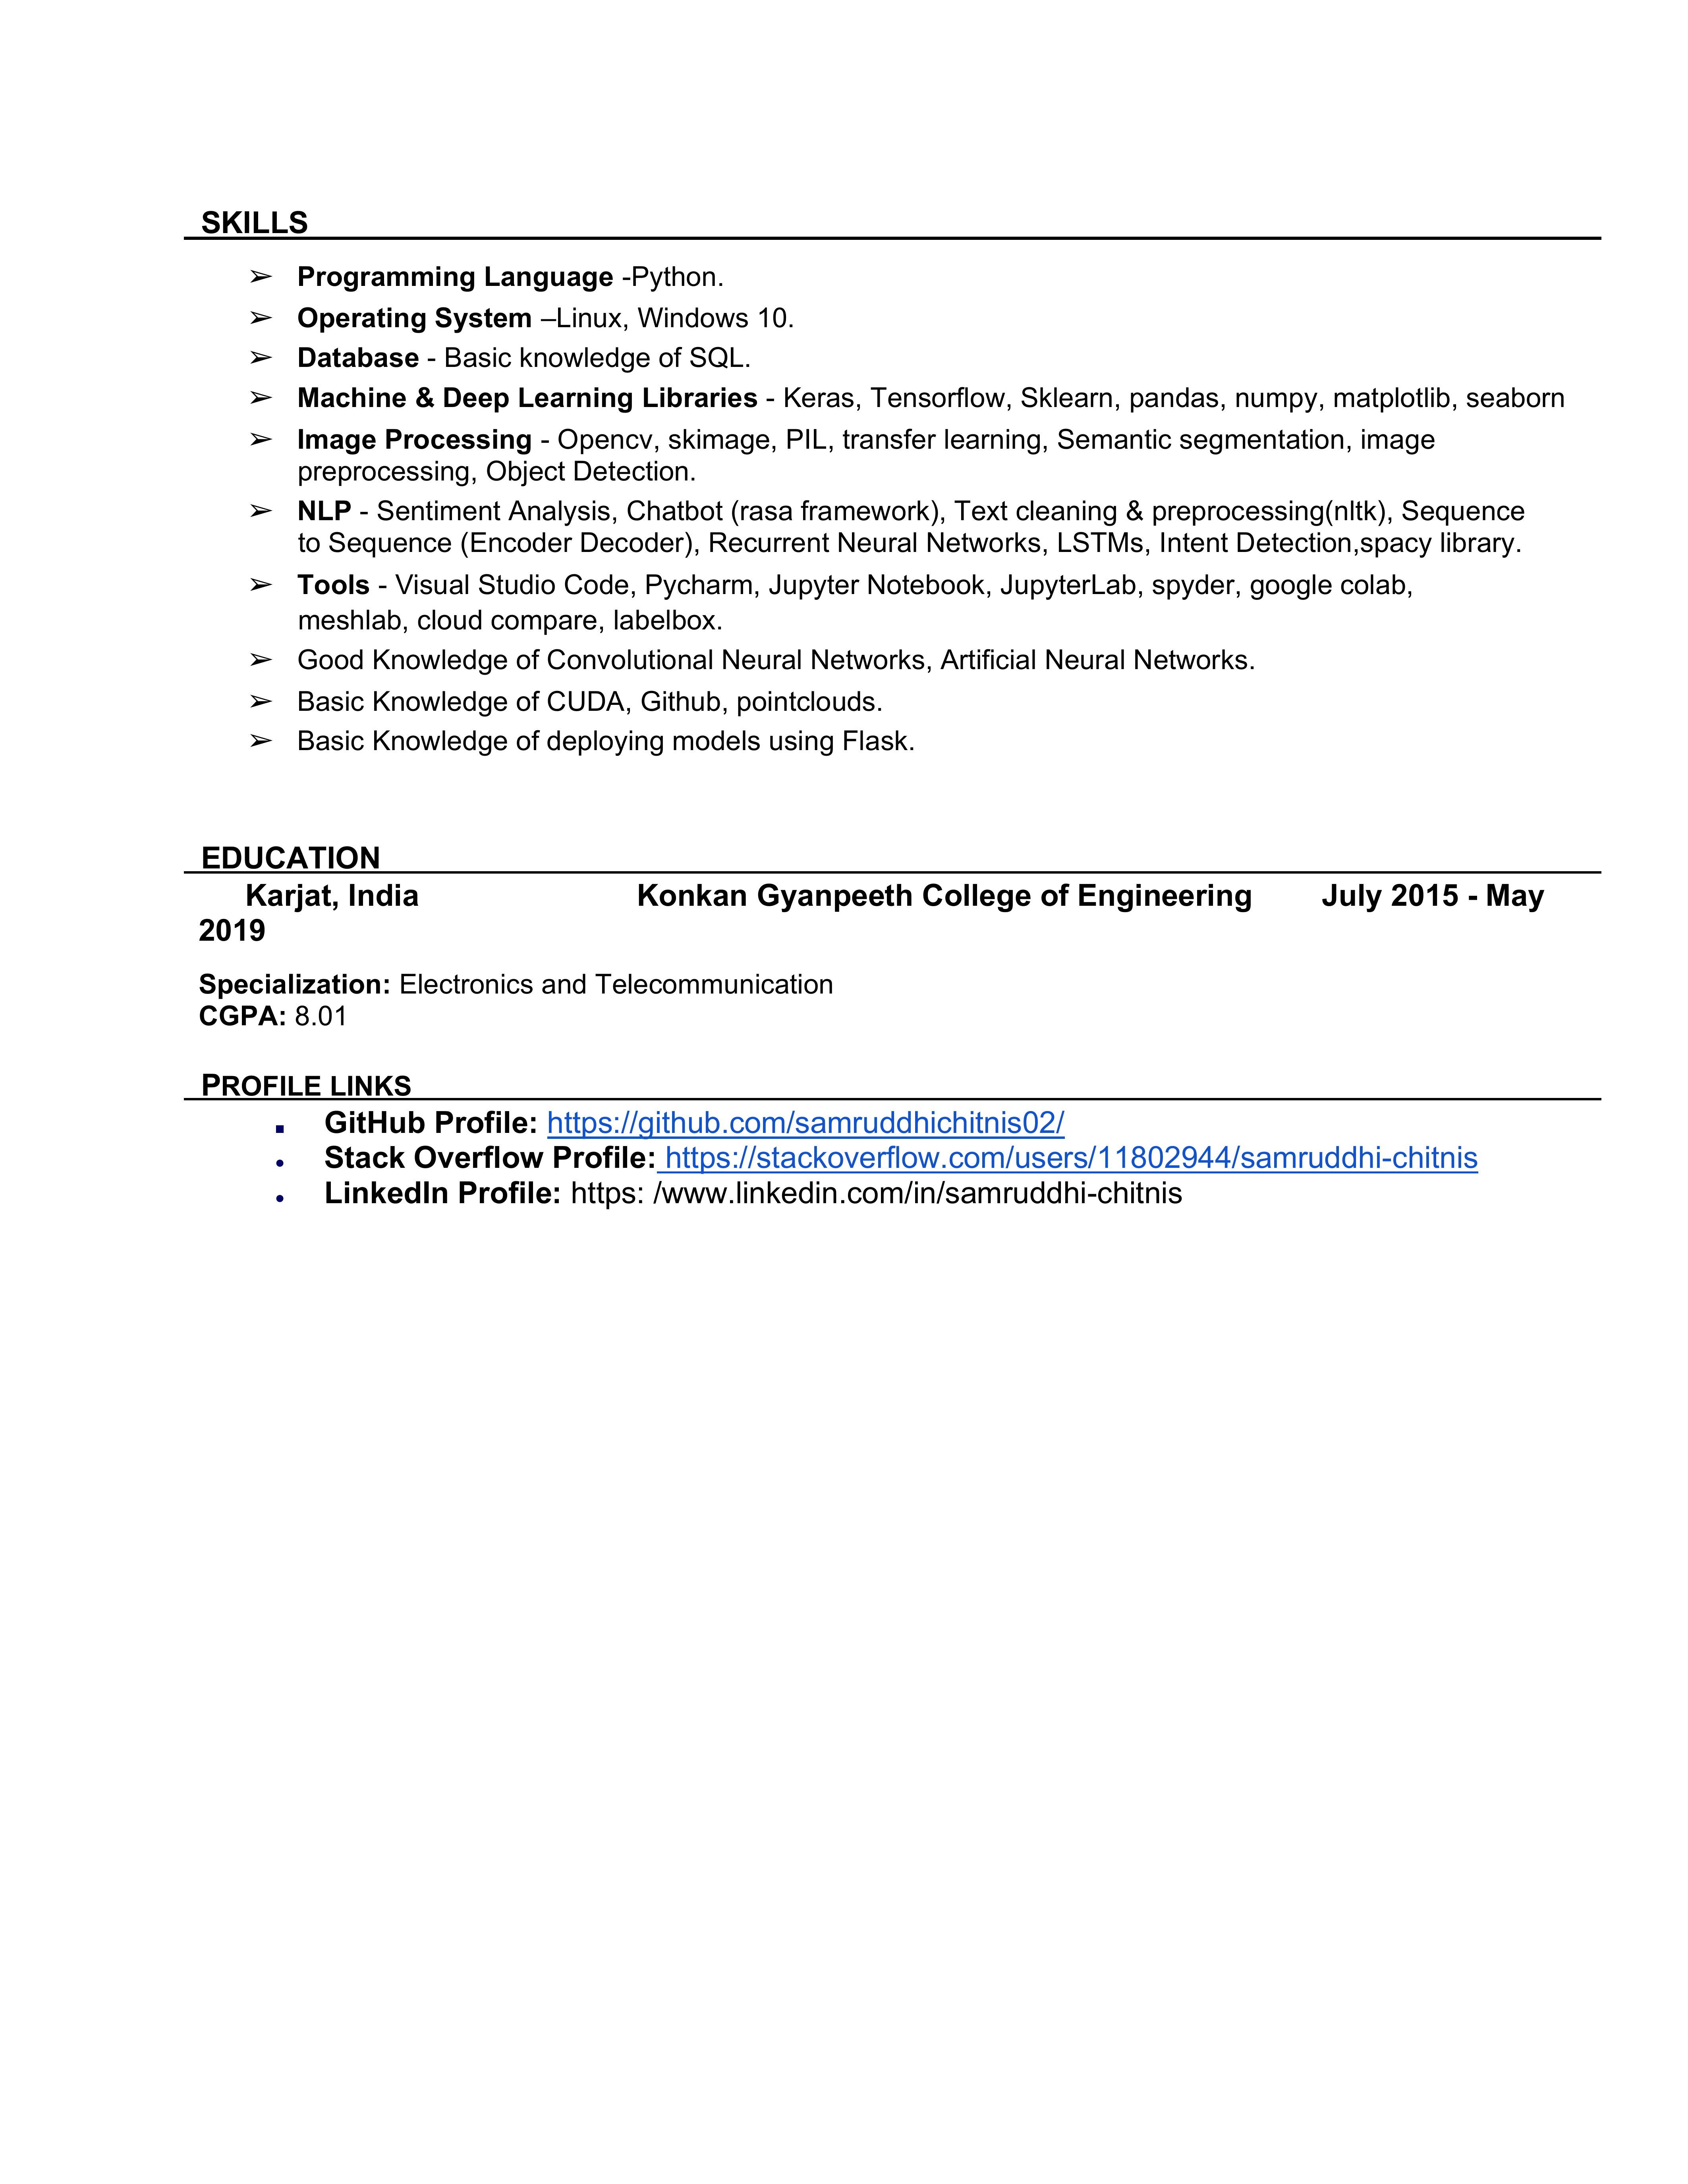 SKILLS
➢ Programming Language -Python.
➢ Operating System –Linux, Windows 10.
➢ Database - Basic knowledge of SQL.
➢ Machine & Deep Learning Libraries - Keras, Tensorflow, Sklearn, pandas, numpy, matplotlib, seaborn
➢ Image Processing - Opencv, skimage, PIL, transfer learning, Semantic segmentation, image
preprocessing, Object Detection.
➢ NLP - Sentiment Analysis, Chatbot (rasa framework), Text cleaning & preprocessing(nltk), Sequence
to Sequence (Encoder Decoder), Recurrent Neural Networks, LSTMs, Intent Detection,spacy library.
➢ Tools - Visual Studio Code, Pycharm, Jupyter Notebook, JupyterLab, spyder, google colab,
meshlab, cloud compare, labelbox.
➢ Good Knowledge of Convolutional Neural Networks, Artificial Neural Networks.
➢ Basic Knowledge of CUDA, Github, pointclouds.
➢ Basic Knowledge of deploying models using Flask.
EDUCATION
Karjat, India Konkan Gyanpeeth College of Engineering July 2015 - May
2019
Specialization: Electronics and Telecommunication
CGPA: 8.01
PROFILE LINKS
▪ GitHub Profile: https://github.com/samruddhichitnis02/
• Stack Overflow Profile: https://stackoverflow.com/users/11802944/samruddhi-chitnis
• LinkedIn Profile: https: /www.linkedin.com/in/samruddhi-chitnis